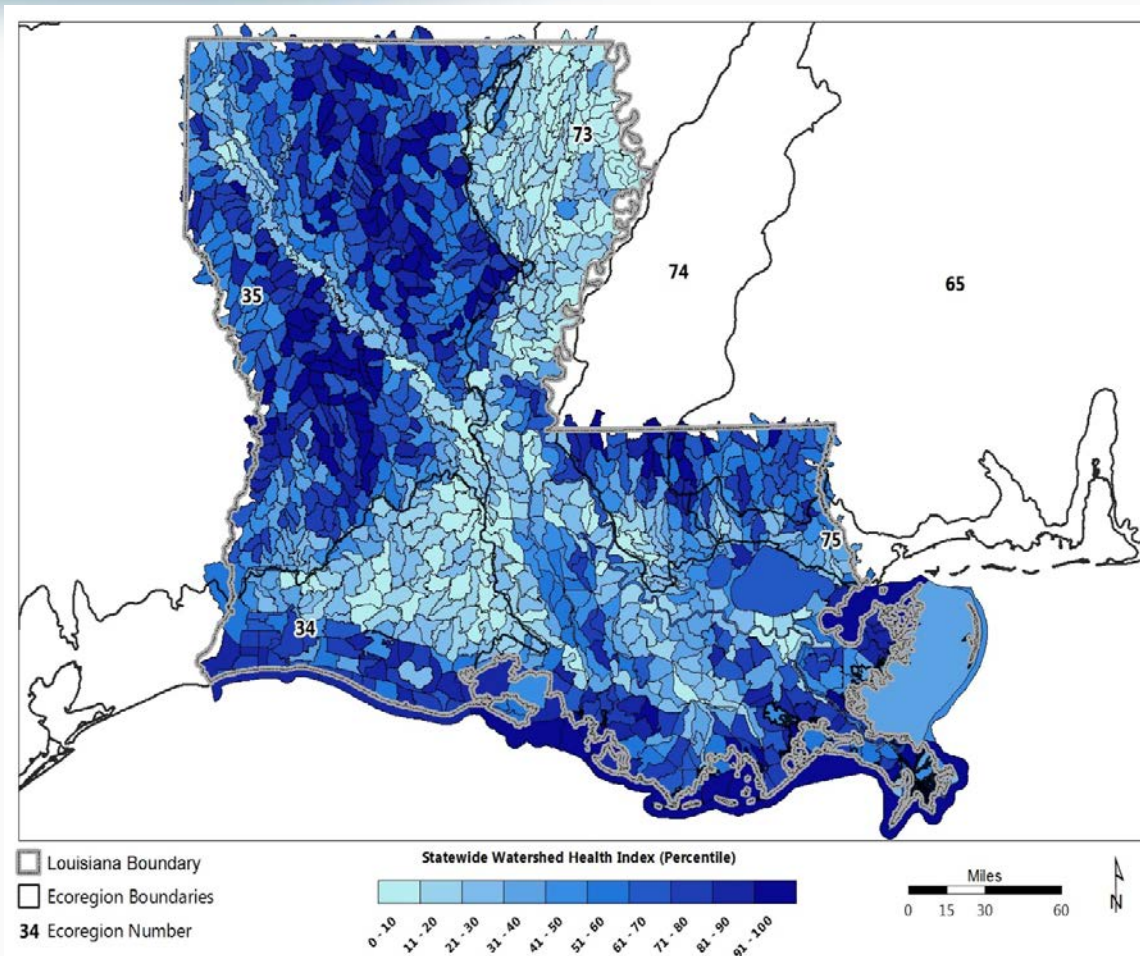 73
74
65
35
75
34
Louisiana Boundary
Ecoregion Boundaries
34 Ecoregion Number
Statewide Watershed Health Index (Percentile)
0 - 10
11 - 20
21 - 30
31 - 40
41 - 50
51 - 60
61 - 70
71 - 80
81 - 90
91 - 100
Miles
0 15 30 60
N